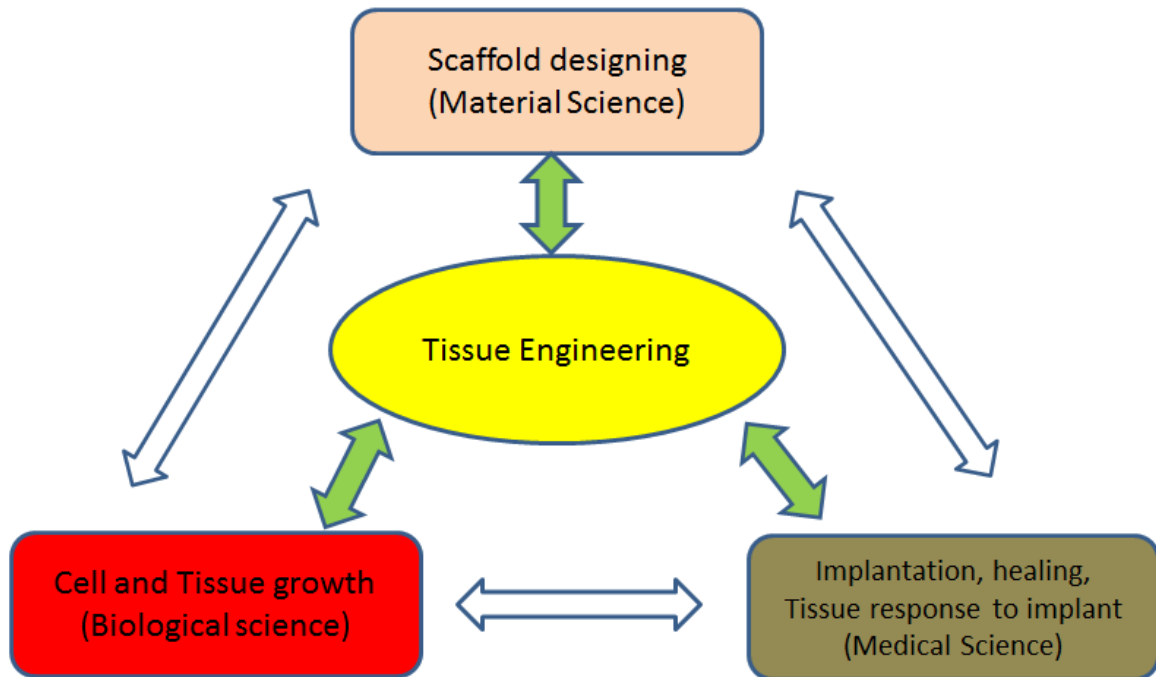 Scaffold designing
(Material Science)
Tissue Engineering
Cell and Tissue growth
(Biological science)
Implantation, healing,
Tissue response to implant
(Medical Science)